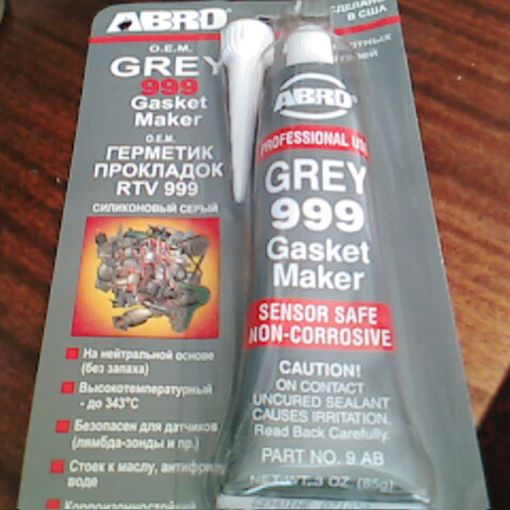 ABRO
O.E.M.
GREY
999
Gasket
Maker
O.E.M.
ГЕРМЕТИК
ПРОКЛАДОК
RTV 999
СИЛИКОНОВЫЙ СЕРЫЙ
На нейтральной основе
(без запаха)
Высокотемпературный
- до 343°С
Безопасен для датчиков
(лямбда-зонды и пр.)
Стоек к маслу, антифризу
воде
Коррозионностойкий
СДЕЛАНО
В США
ABRO
PROFESSIONAL USE
GREY
999
Gasket
Maker
SENSOR SAFE
NON-CORROSIVE
CAUTION!
ON CONTACT
UNCURED SEALANT
CAUSES IRRITATION.
Read Back Carefully.
PART NO. 9 AB
NET WT. 3 OZ (85g)